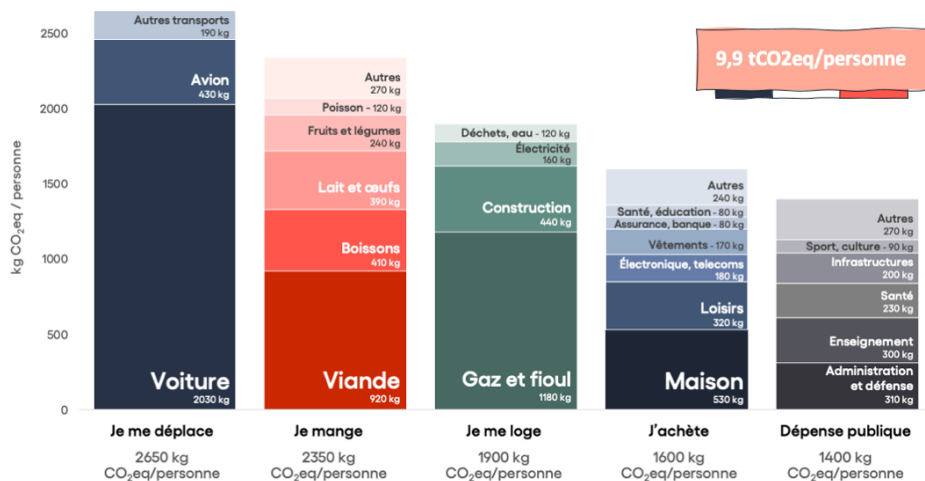 9,9 tCO2eq/personne
kg CO₂eq / personne
2500
2000
1500
1000
500
0
Autres transports
190 kg
Avion
430 kg
Voiture
2030 kg
Autres
270 kg
Poisson - 120 kg
Fruits et légumes
240 kg
Lait et œufs
390 kg
Boissons
410 kg
Viande
920 kg
Déchets, eau - 120 kg
Électricité
160 kg
Construction
440 kg
Gaz et fioul
1180 kg
Autres
240 kg
Santé, éducation - 80 kg
Assurance, banque - 80 kg
Vêtements - 170 kg
Électronique, telecoms
180 kg
Loisirs
320 kg
Maison
530 kg
Autres
270 kg
Sport, culture - 90 kg
Infrastructures
200 kg
Santé
230 kg
Enseignement
300 kg
Administration
et défense
310 kg
Je me déplace
2650 kg
CO₂eq/personne
Je mange
2350 kg
CO₂eq/personne
Je me loge
1900 kg
CO₂eq/personne
J'achète
1600 kg
CO₂eq/personne
Dépense publique
1400 kg
CO₂eq/personne